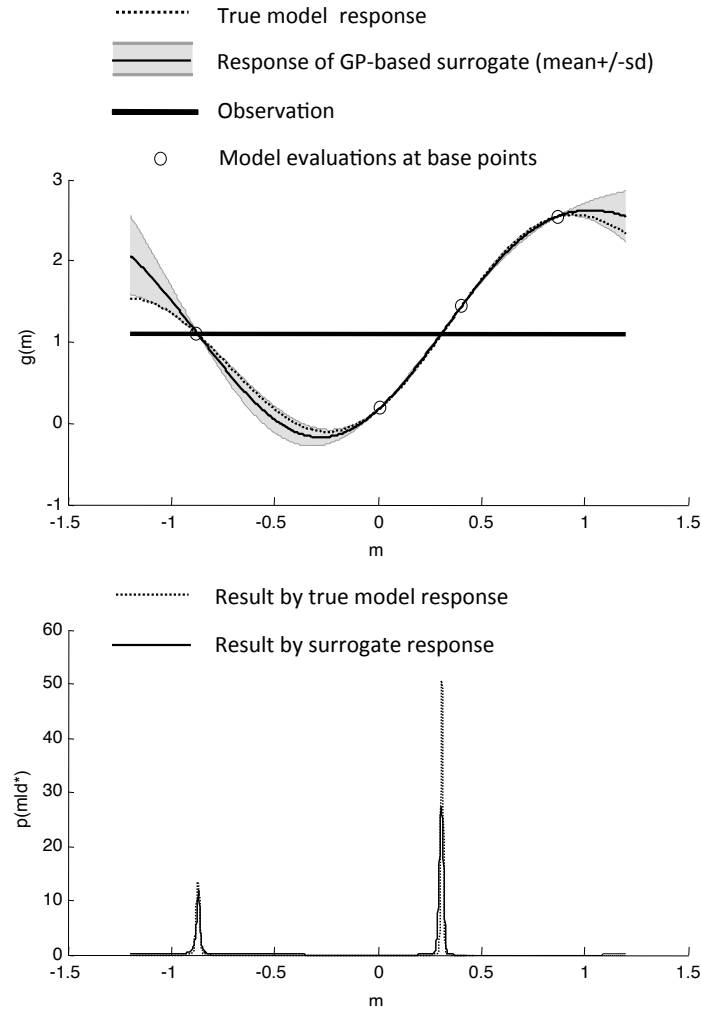 True model response
Response of GP-based surrogate (mean+/-sd)
Observation
Model evaluations at base points
3
2
1
0
-1
g(m)
-1.5 -1 -0.5 0 0.5 1 1.5
m
Result by true model response
Result by surrogate response
60
50
40
30
20
10
0
p(mld*)
-1.5 -1 -0.5 0 0.5 1 1.5
m